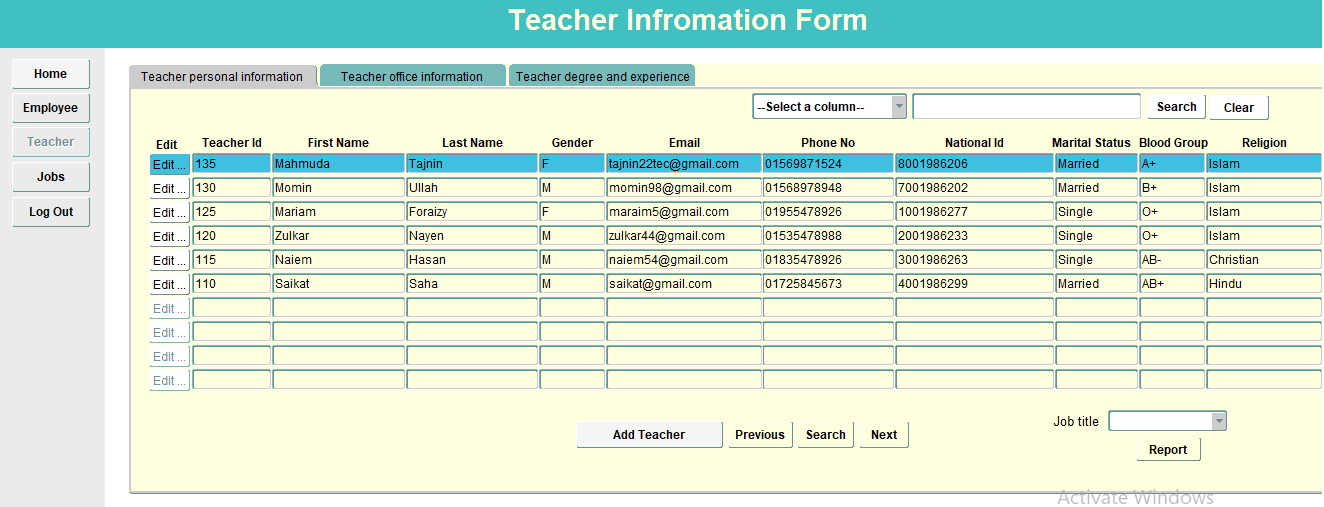 Teacher Infromation Form
Home
Employee
Teacher
Jobs
Log Out
Teacher personal information Teacher office information Teacher degree and experience
--Select a column-- Search Clear
Edit Teacher Id First Name Last Name Gender Email Phone No National Id Marital Status Blood Group Religion
Edit ... 135 Mahmuda Tajnin F tajnin22tec@gmail.com 01569871524 8001986206 Married A+ Islam
Edit ... 130 Momin Ullah M momin98@gmail.com 01568978948 7001986202 Married B+ Islam
Edit ... 125 Mariam Foraizy F maraim5@gmail.com 01955478926 1001986277 Single O+ Islam
Edit ... 120 Zulkar Nayen M zulkar44@gmail.com 01535478988 2001986233 Single O+ Islam
Edit ... 115 Naiem Hasan M naiem54@gmail.com 01835478926 3001986263 Single AB- Christian
Edit ... 110 Saikat Saha M saikat@gmail.com 01725845673 4001986299 Married AB+ Hindu
Edit ...
Edit ...
Edit ...
Edit ...
Job title
Add Teacher Previous Search Next
Report
Activate Windows